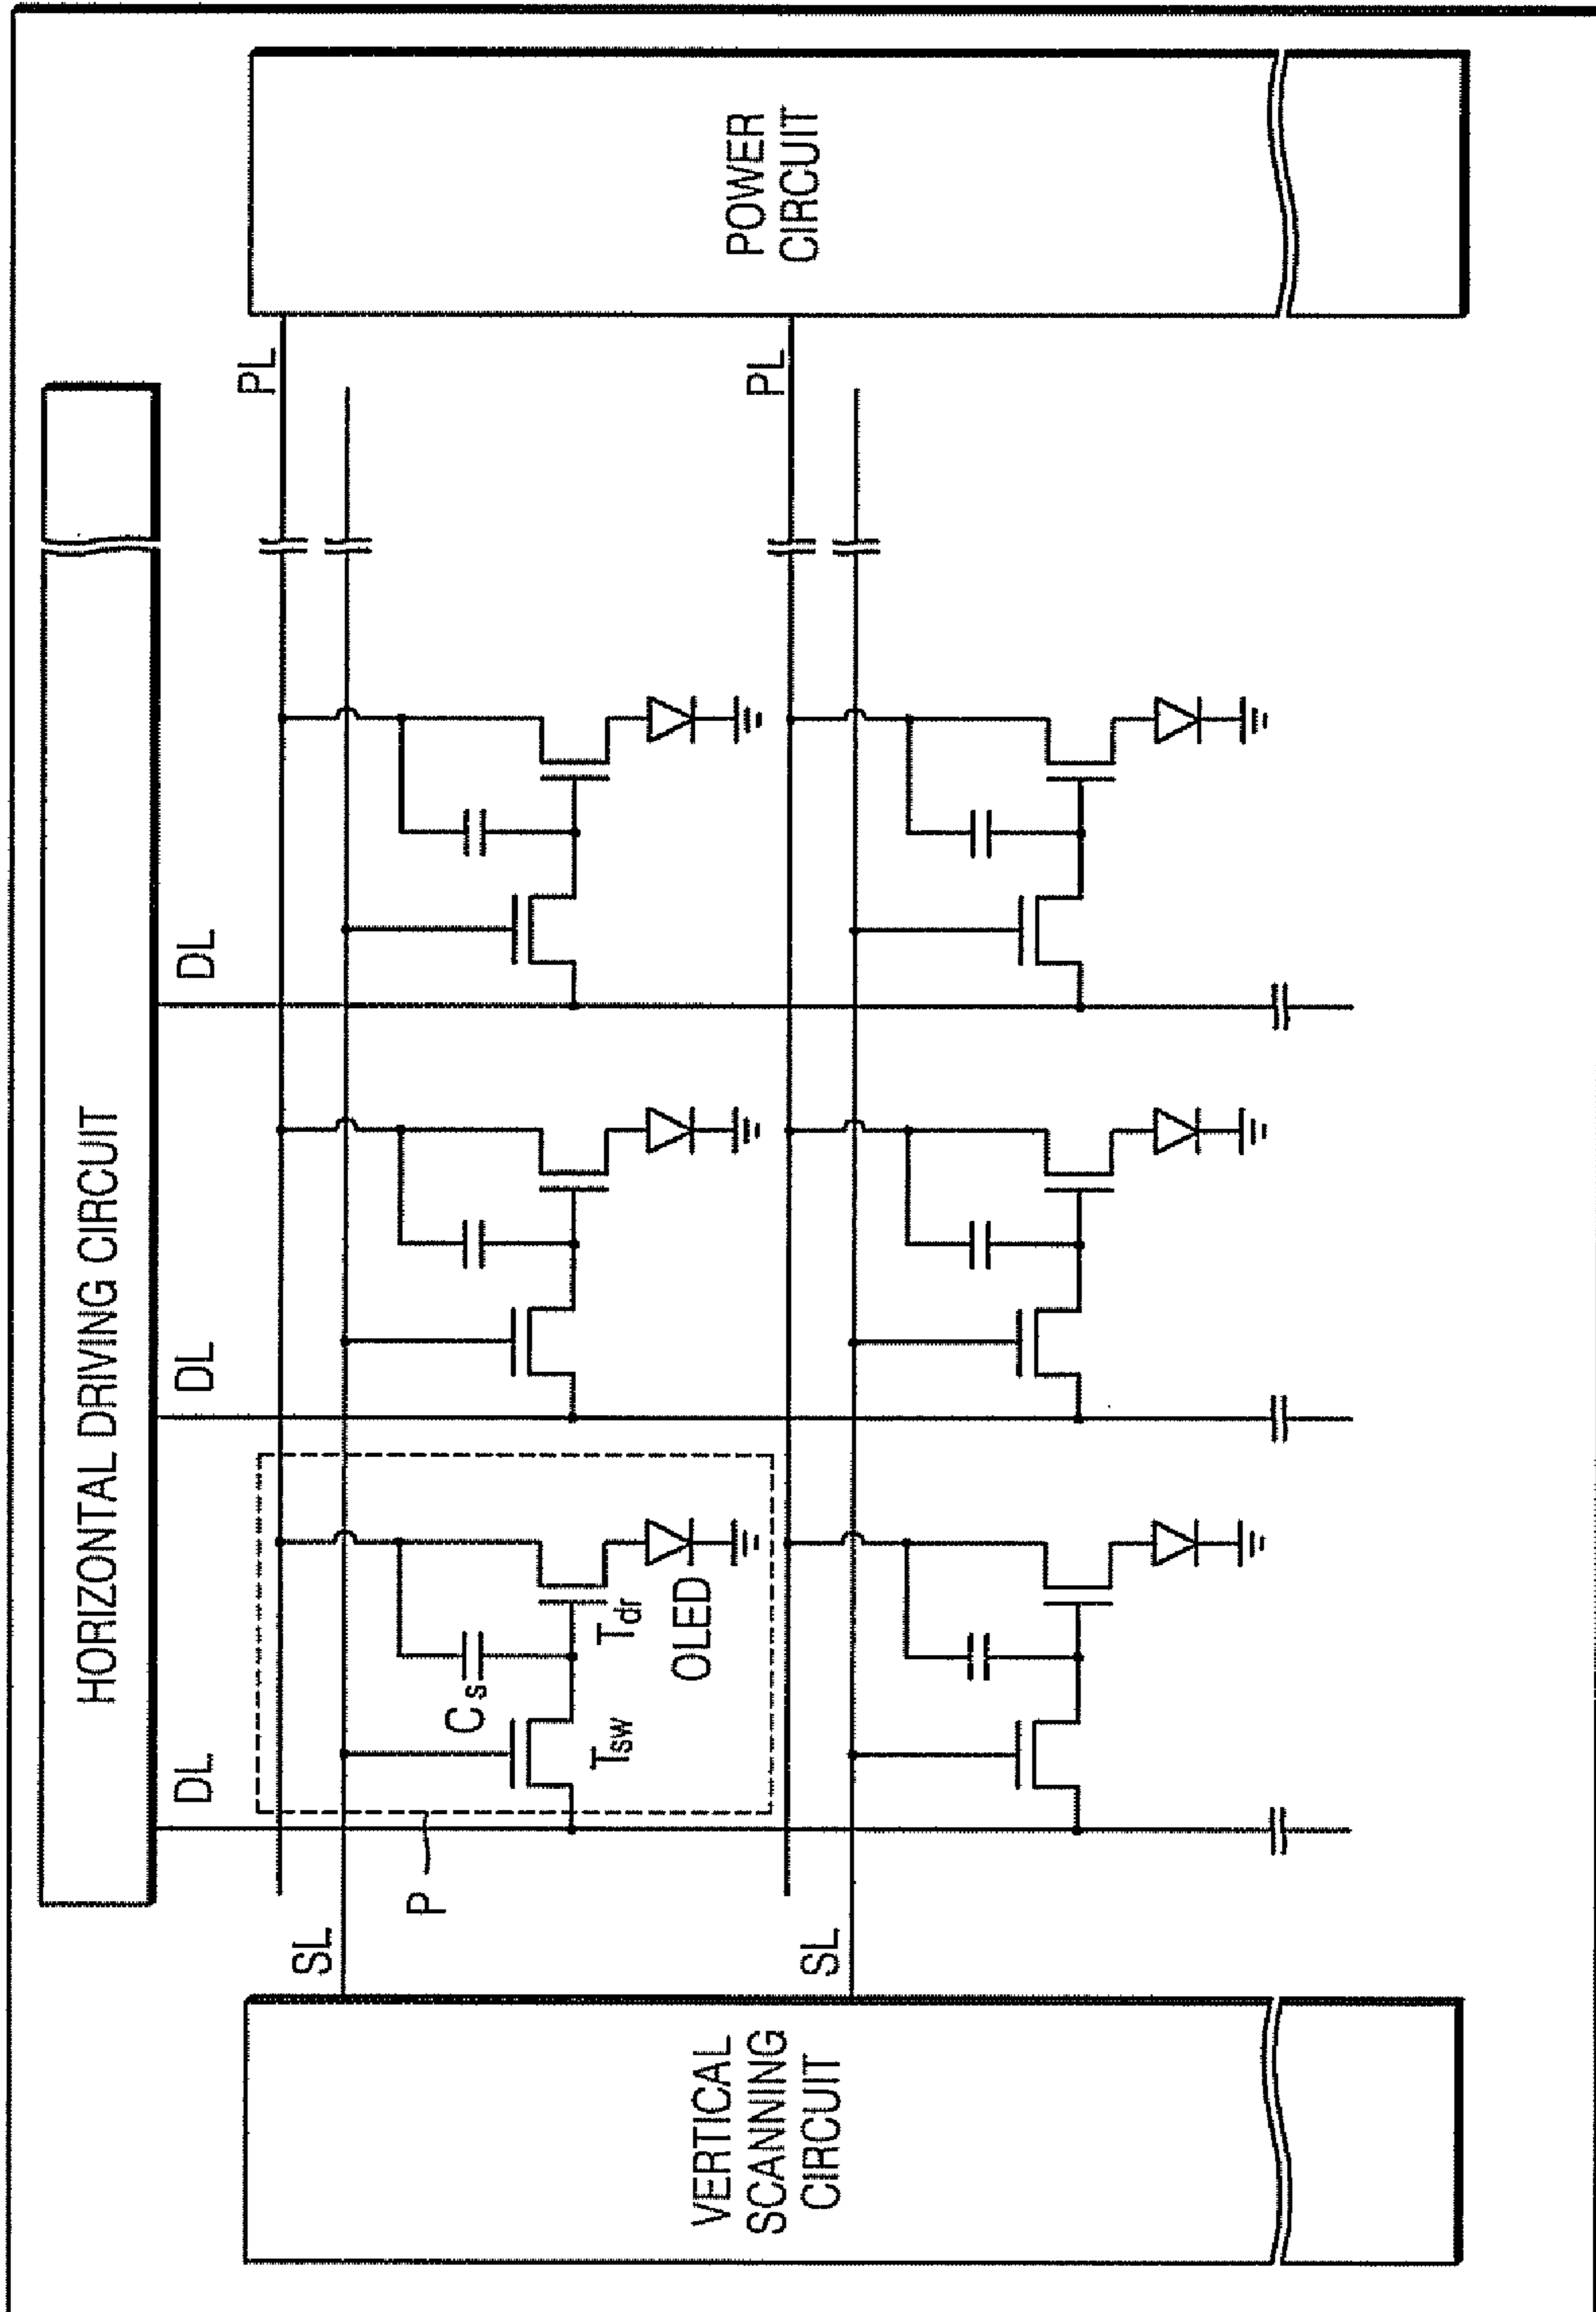 HORIZONTAL DRIVING CIRCUIT
DL
DL
DL
PL
SL
P
Cs
Tsw
Tdr
OLED
PL
SL
VERTICAL
SCANNING
CIRCUIT
POWER
CIRCUIT